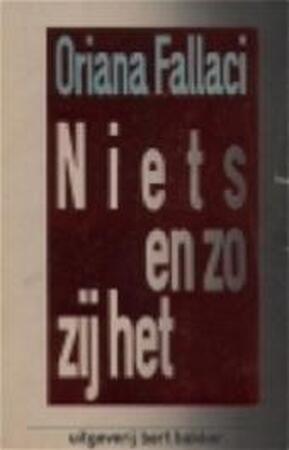 Oriana Fallaci
Niets
en zo
zij het
uitgeverij bert bakker